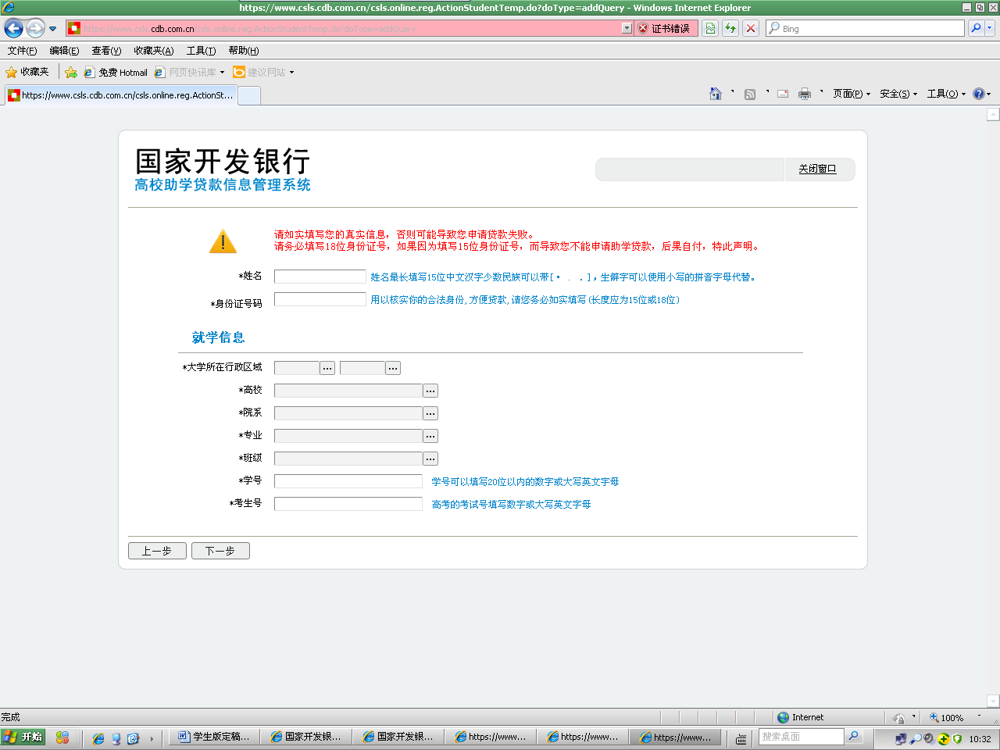 https://www.csls.cdb.com.cn/csls.online.reg.ActionStudentTemp.do?doType=addQuery - Windows Internet Explorer
https://www.csls.cdb.com.cn/csls.online.reg.ActionStudentTemp.do?doType=addQuery
证书错误
Bing
文件(F) 编辑(E) 查看(V) 收藏夹(A) 工具(T) 帮助(H)
收藏夹 免费 Hotmail 网页快讯库 建议网站
https://www.csls.cdb.com.cn/csls.online.reg.ActionSt...
页面(P) 安全(S) 工具(O)
国家开发银行
高校助学贷款信息管理系统
关闭窗口
请如实填写您的真实信息，否则可能导致您申请贷款失败。
请务必填写18位身份证号，如果因为填写15位身份证号，而导致您不能申请助学贷款，后果自付，特此声明。
*姓名 姓名最长填写15位中文汉字少数民族可以带[· ． .]，生僻字可以使用小写的拼音字母代替。
*身份证号码 用以核实你的合法身份,方便贷款,请您务必如实填写(长度应为15位或18位)
就学信息
*大学所在行政区域 ... ...
*高校 ...
*院系 ...
*专业 ...
*班级 ...
*学号 学号可以填写20位以内的数字或大写英文字母
*考生号 高考的考试号填写数字或大写英文字母
上一步 下一步
完成 Internet 100%
开始 学生版定稿... 国家开发银... 国家开发银... https://www... https://www... https://www... 搜索桌面 10:32